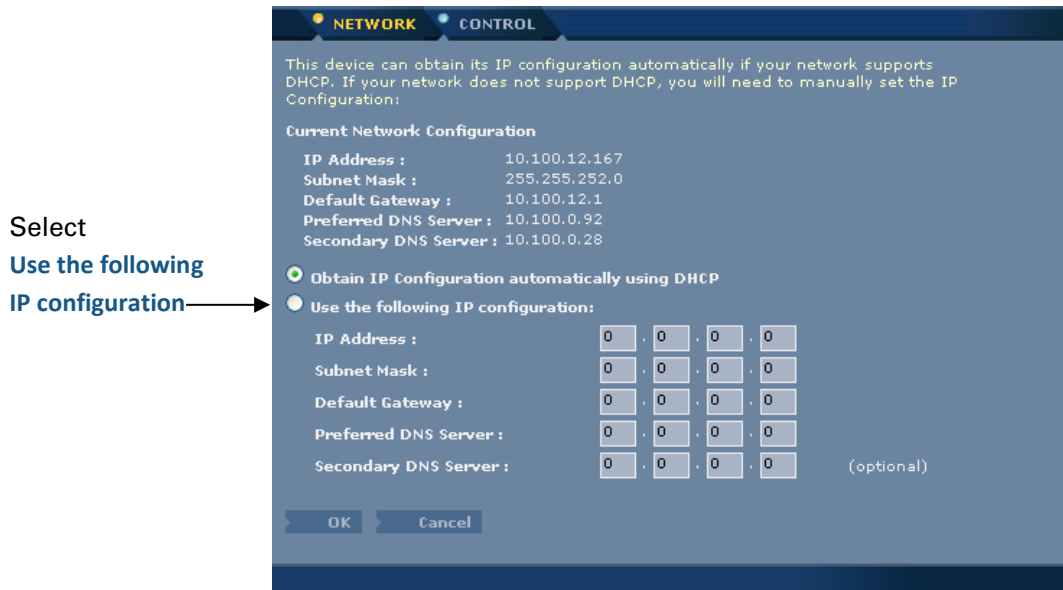 NETWORK CONTROL
This device can obtain its IP configuration automatically if your network supports
DHCP. If your network does not support DHCP, you will need to manually set the IP
Configuration:
Current Network Configuration
IP Address : 10.100.12.167
Subnet Mask : 255.255.252.0
Default Gateway : 10.100.12.1
Preferred DNS Server : 10.100.0.92
Secondary DNS Server : 10.100.0.28
Select
Use the following
IP configuration
Obtain IP Configuration automatically using DHCP
Use the following IP configuration:
IP Address : 0 . 0 . 0 . 0
Subnet Mask : 0 . 0 . 0 . 0
Default Gateway : 0 . 0 . 0 . 0
Preferred DNS Server : 0 . 0 . 0 . 0
Secondary DNS Server : 0 . 0 . 0 . 0 (optional)
OK Cancel